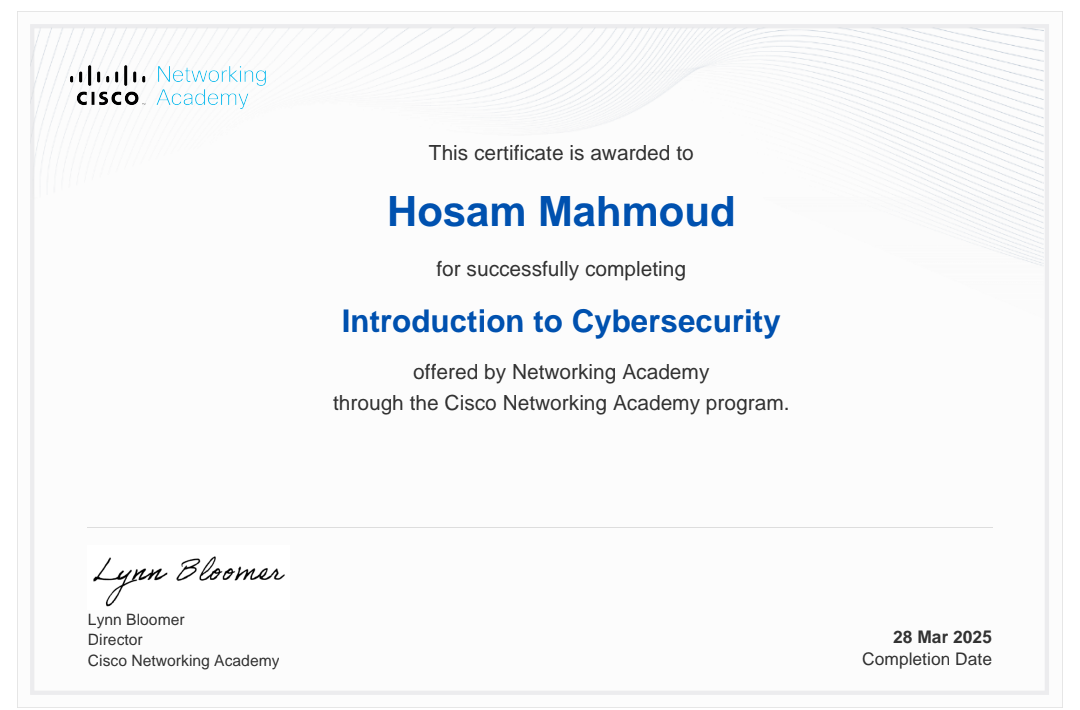 Networking
CISCO Academy
This certificate is awarded to
Hosam Mahmoud
for successfully completing
Introduction to Cybersecurity
offered by Networking Academy
through the Cisco Networking Academy program.
Lynn Bloomer
Lynn Bloomer
Director
Cisco Networking Academy
28 Mar 2025
Completion Date